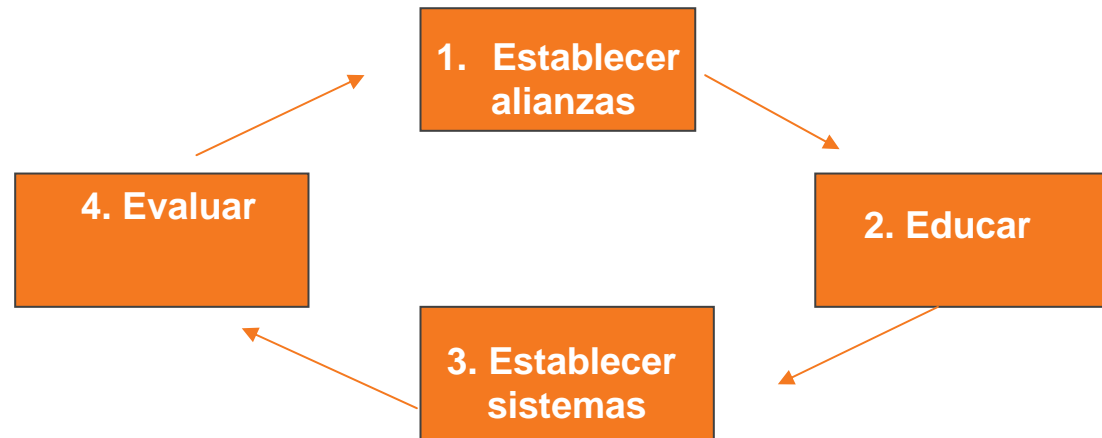 1. Establecer
alianzas
2. Educar
3. Establecer
sistemas
4. Evaluar